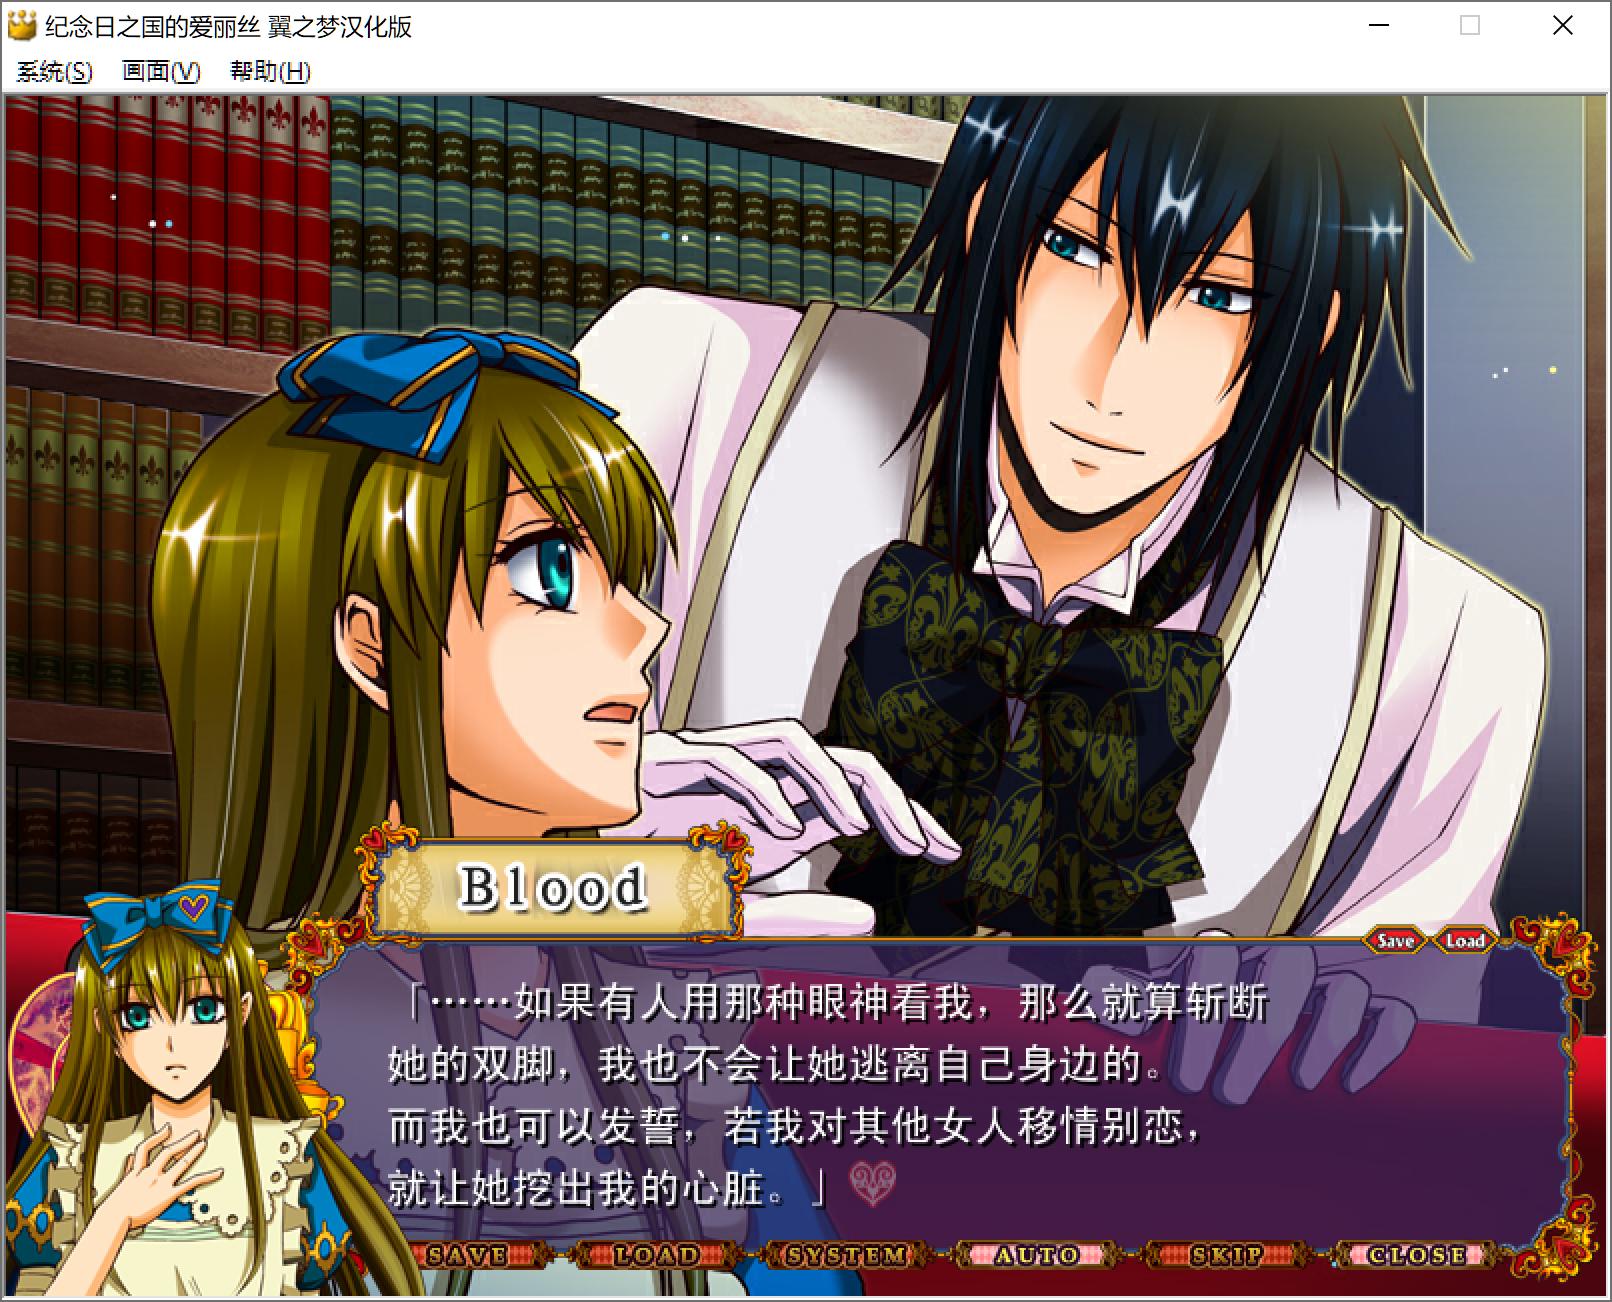 纪念日之国的爱丽丝 翼之梦汉化版
系统(S) 画面(V) 帮助(H)
Blood
Save Load
「……如果有人用那种眼神看我，那么就算斩断
她的双脚，我也不会让她逃离自己身边的。
而我也可以发誓，若我对其他女人移情别恋，
就让她挖出我的心脏。」
SAVE LOAD SYSTEM AUTO SKIP CLOSE